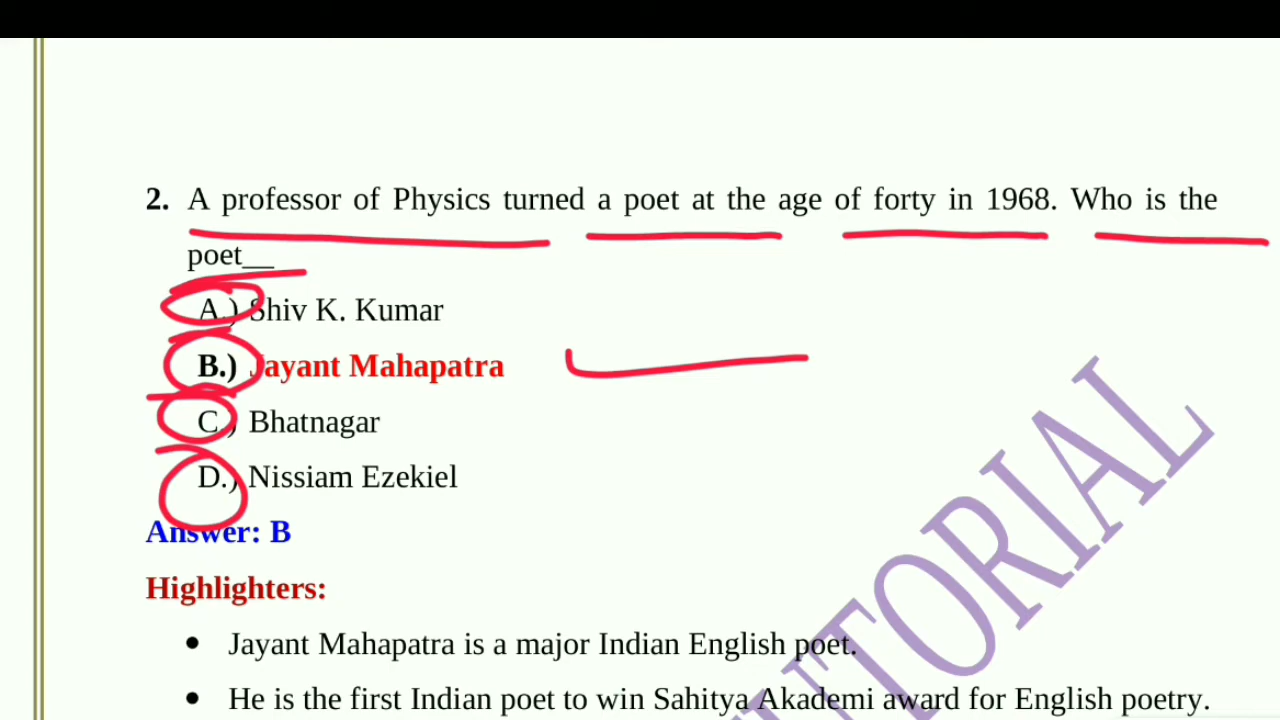 2. A professor of Physics turned a poet at the age of forty in 1968. Who is the
poet__
A.) Shiv K. Kumar
B.) Jayant Mahapatra
C.) Bhatnagar
D.) Nissiam Ezekiel
Answer: B
Highlighters:
• Jayant Mahapatra is a major Indian English poet.
• He is the first Indian poet to win Sahitya Akademi award for English poetry.
TUTORIAL